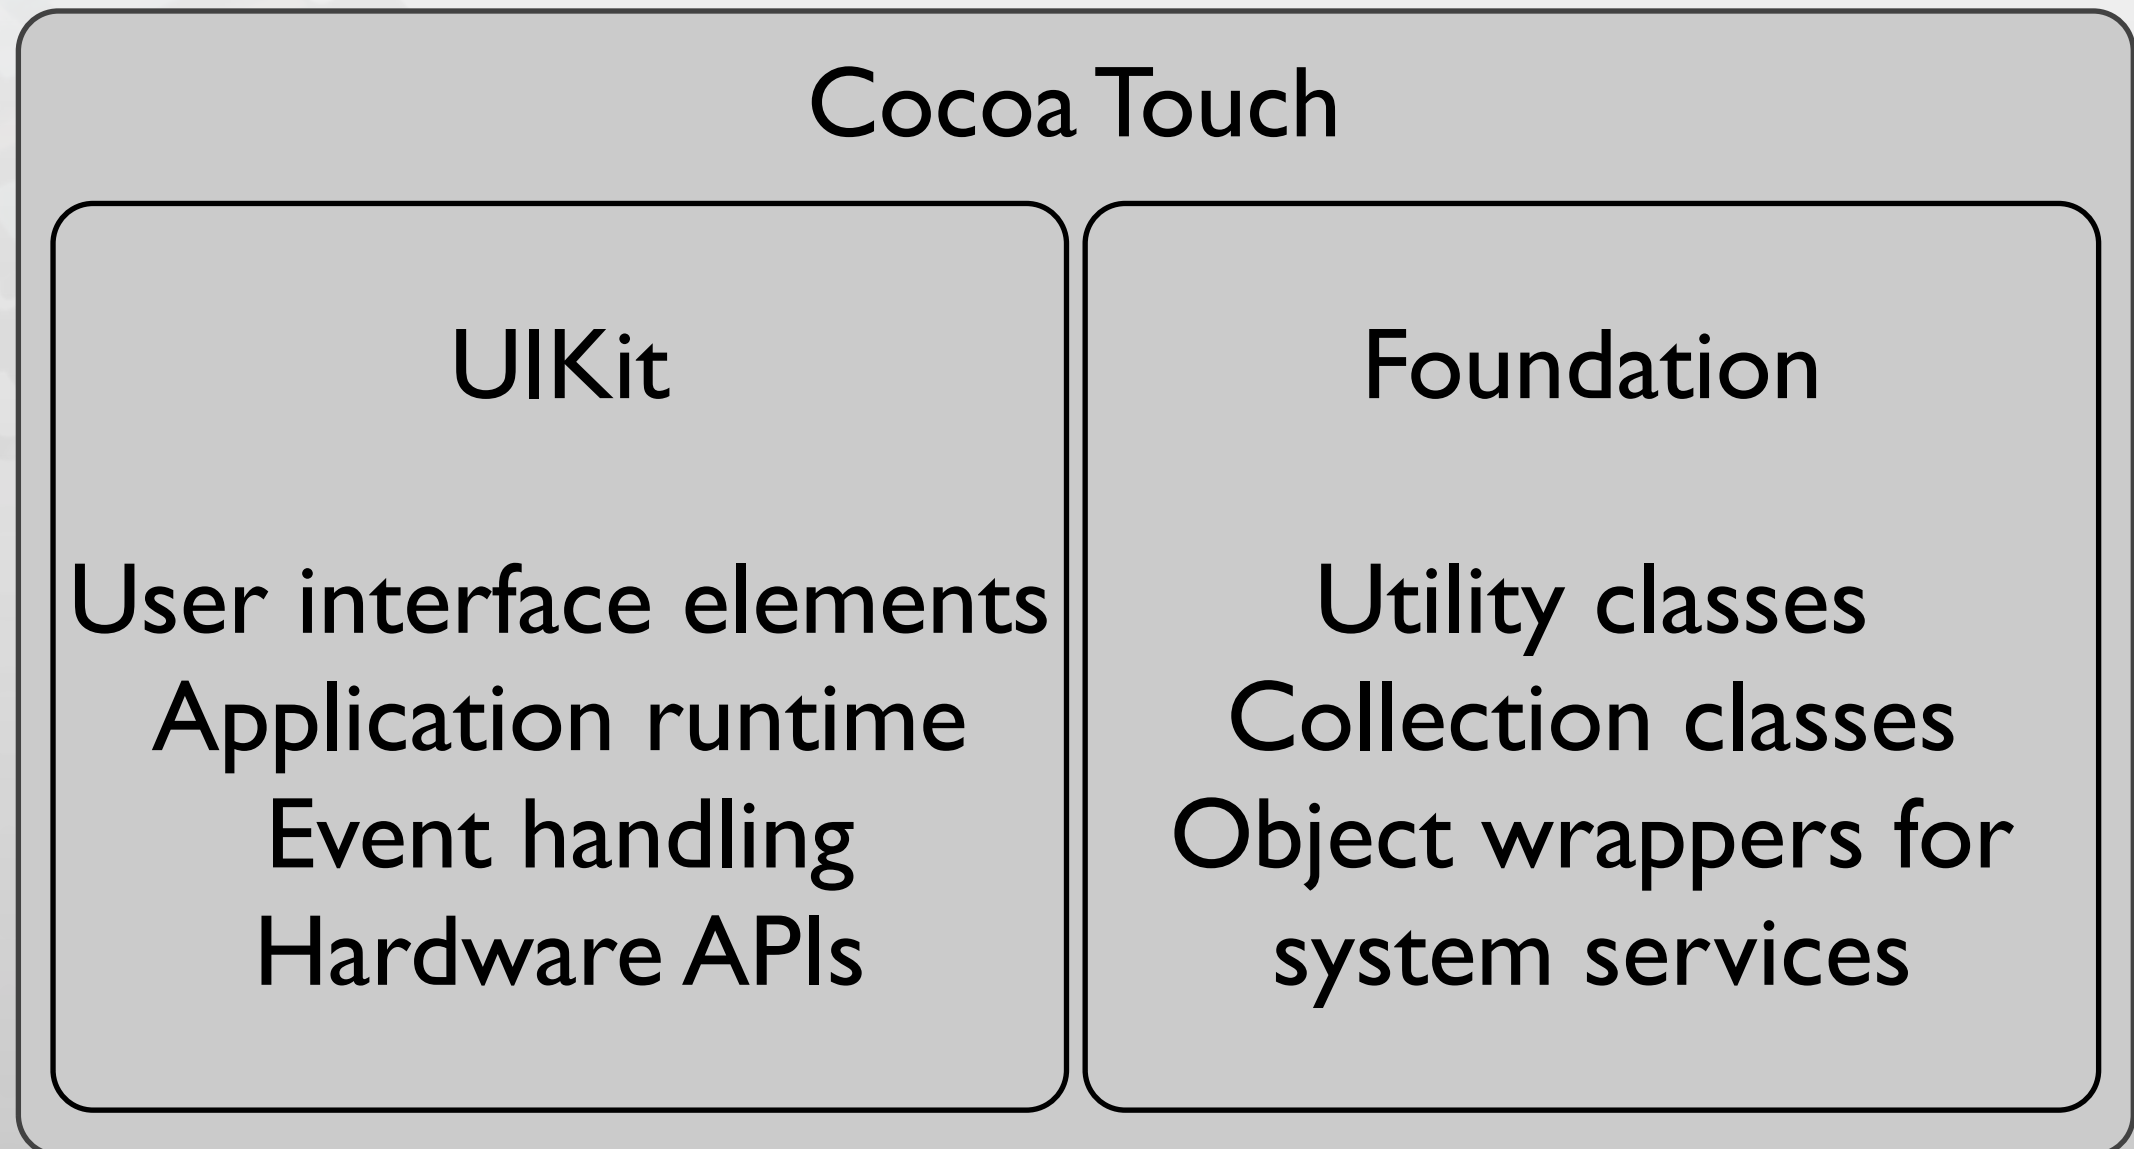 Cocoa Touch
UIKit
User interface elements
Application runtime
Event handling
Hardware APIs
Foundation
Utility classes
Collection classes
Object wrappers for
system services